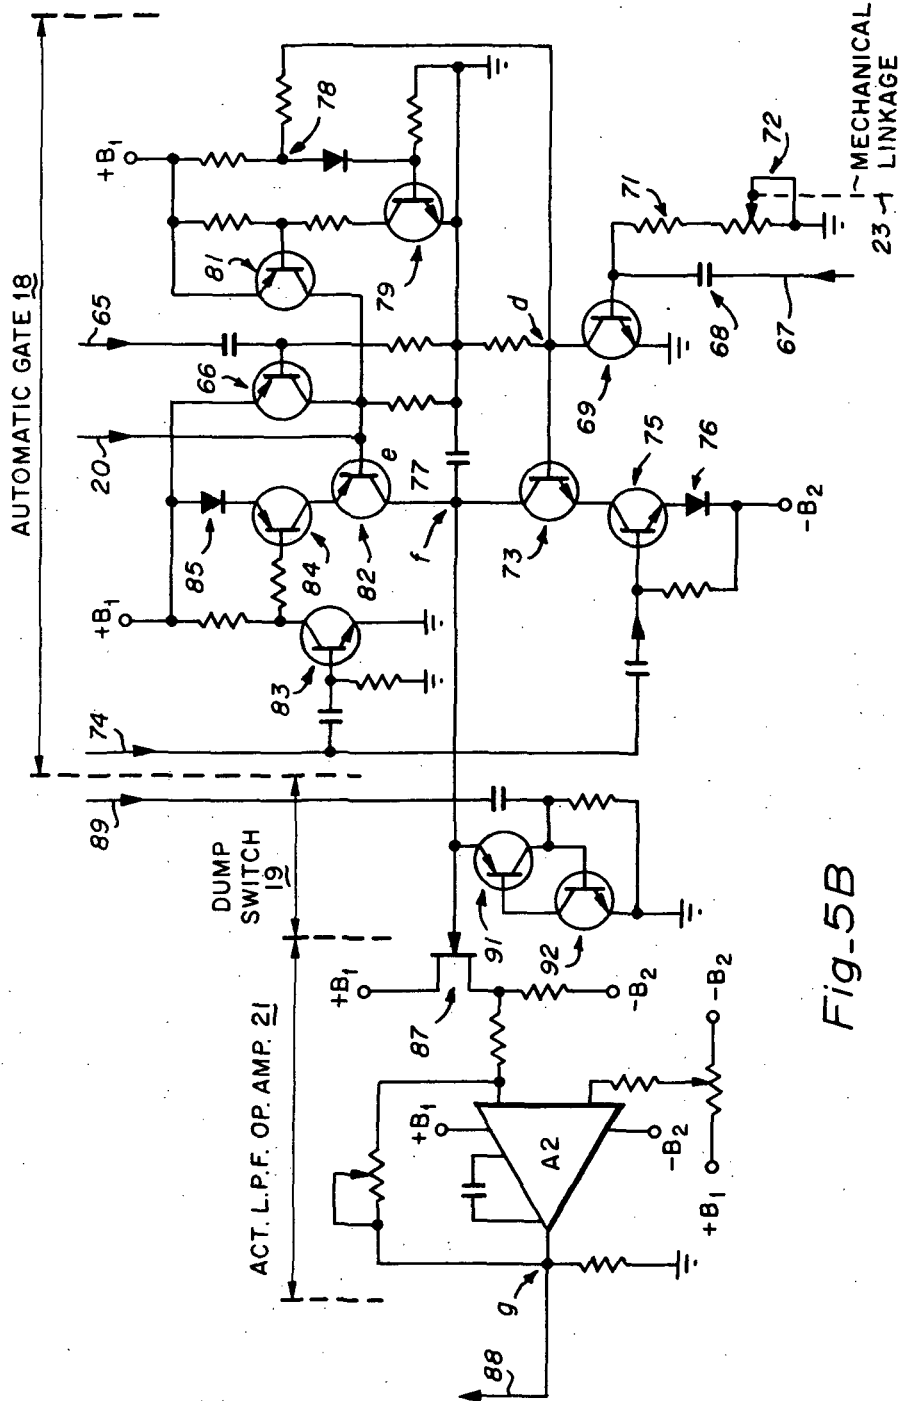 AUTOMATIC GATE 18
DUMP
SWITCH
19
ACT. L.P.F. OP. AMP. 21
+B1
+B1
65
20
74
89
78
81
66
79
85
84
82
83
e
77
f
d
71
72
23
MECHANICAL
LINKAGE
69
68
67
73
75
76
-B2
91
92
+B1
87
-B2
+B1
A2
-B2
-B2
+B1
g
88
Fig-5B